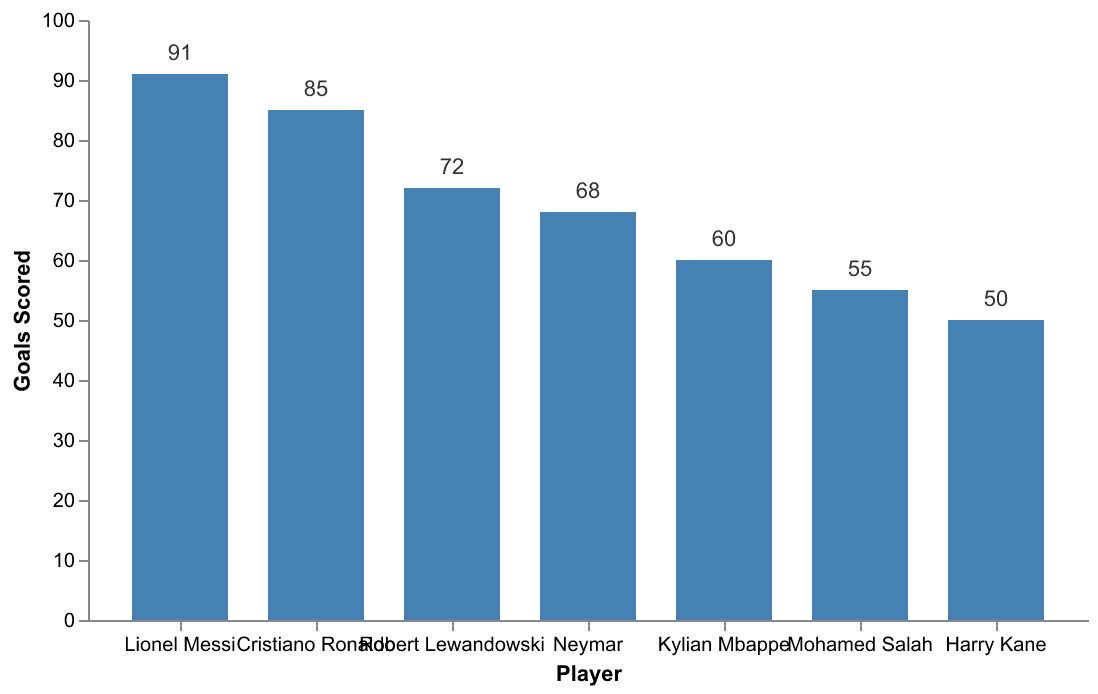 100
90
80
70
60
50
40
30
20
10
0
Goals Scored
91
85
72
68
60
55
50
Lionel Messi
Cristiano Ronaldo
Robert Lewandowski
Neymar
Kylian Mbappe
Mohamed Salah
Harry Kane
Player